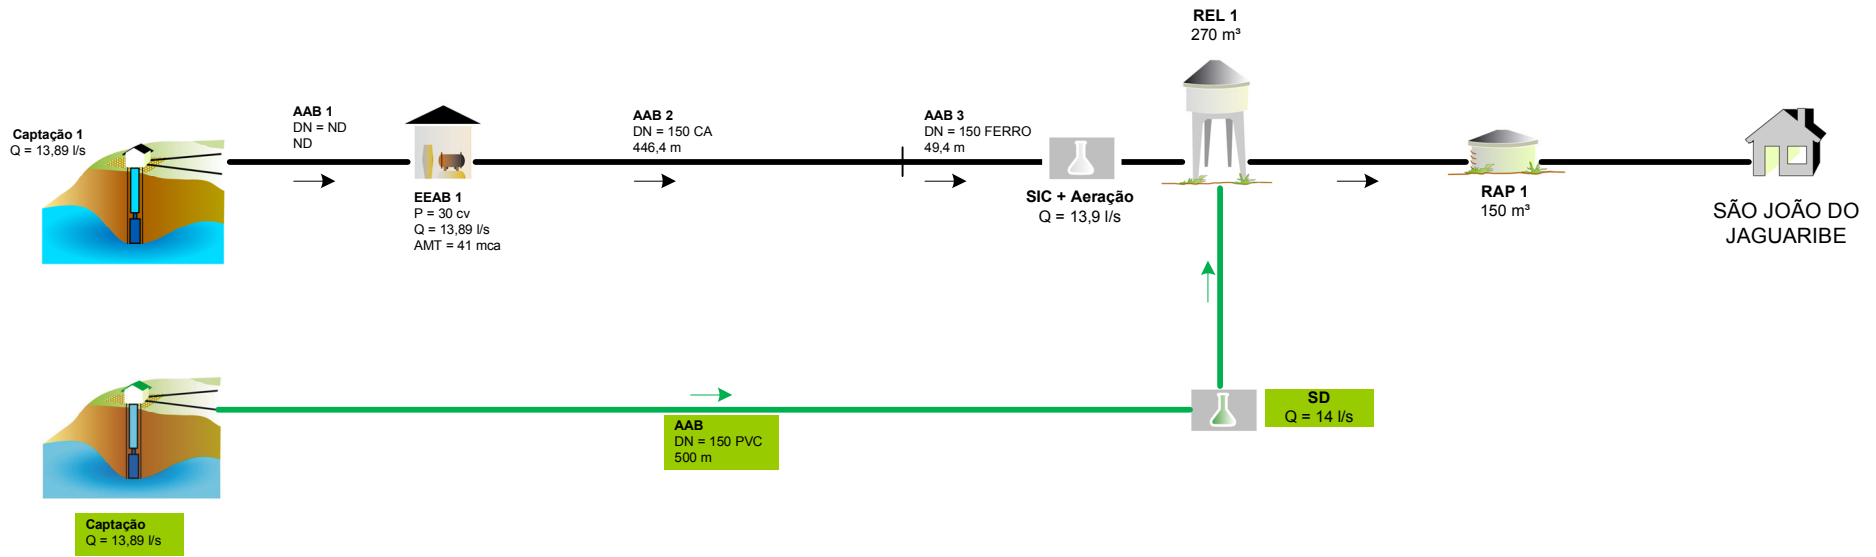 REL 1
270 m³
Captação 1
Q = 13,89 l/s
AAB 1
DN = ND
ND
EEAB 1
P = 30 cv
Q = 13,89 l/s
AMT = 41 mca
AAB 2
DN = 150 CA
446,4 m
AAB 3
DN = 150 FERRO
49,4 m
SIC + Aeração
Q = 13,9 l/s
RAP 1
150 m³
SÃO JOÃO DO
JAGUARIBE
AAB
DN = 150 PVC
500 m
SD
Q = 14 l/s
Captação
Q = 13,89 l/s